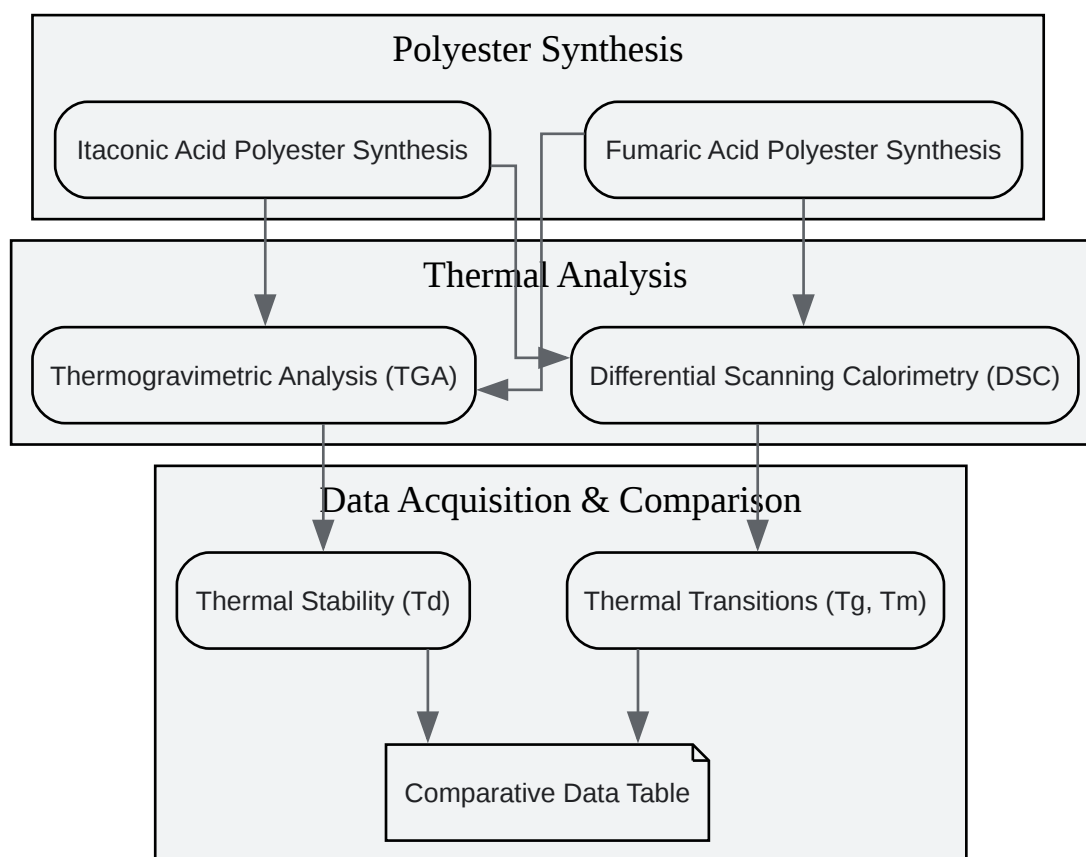 Polyester Synthesis
Itaconic Acid Polyester Synthesis
Fumaric Acid Polyester Synthesis
Thermal Analysis
Thermogravimetric Analysis (TGA)
Differential Scanning Calorimetry (DSC)
Data Acquisition & Comparison
Thermal Stability (Td)
Thermal Transitions (Tg, Tm)
Comparative Data Table